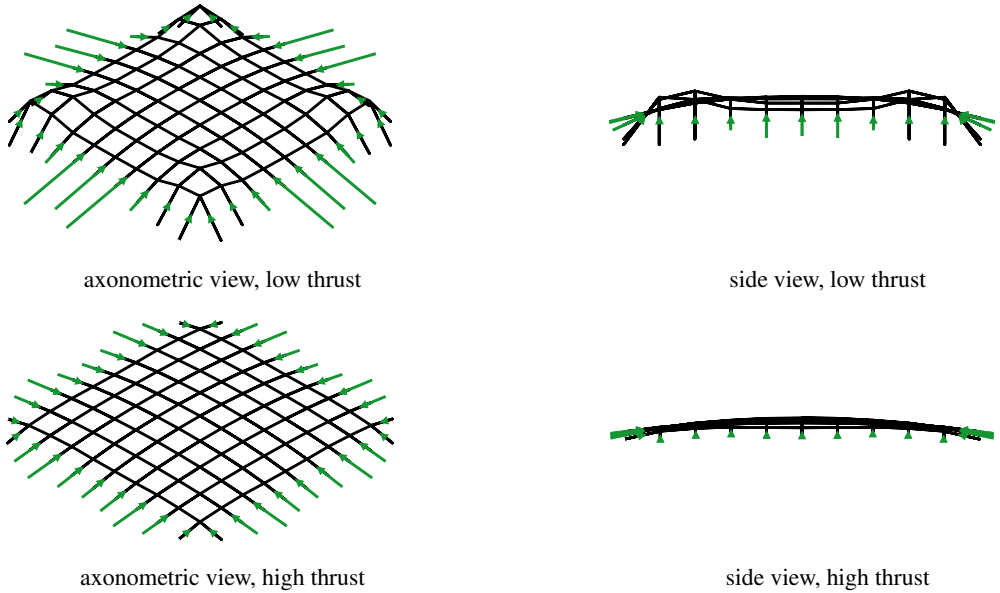 axonometric view, low thrust
side view, low thrust
axonometric view, high thrust
side view, high thrust